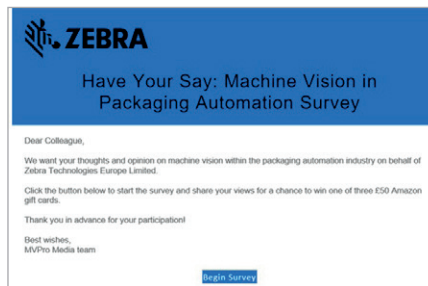 ZEBRA
Have Your Say: Machine Vision in
Packaging Automation Survey
Dear Colleague,
We want your thoughts and opinion on machine vision within the packaging automation industry on behalf of
Zebra Technologies Europe Limited.
Click the button below to start the survey and share your views for a chance to win one of three £50 Amazon
gift cards.
Thank you in advance for your participation!
Best wishes,
MVPro Media team
Begin Survey